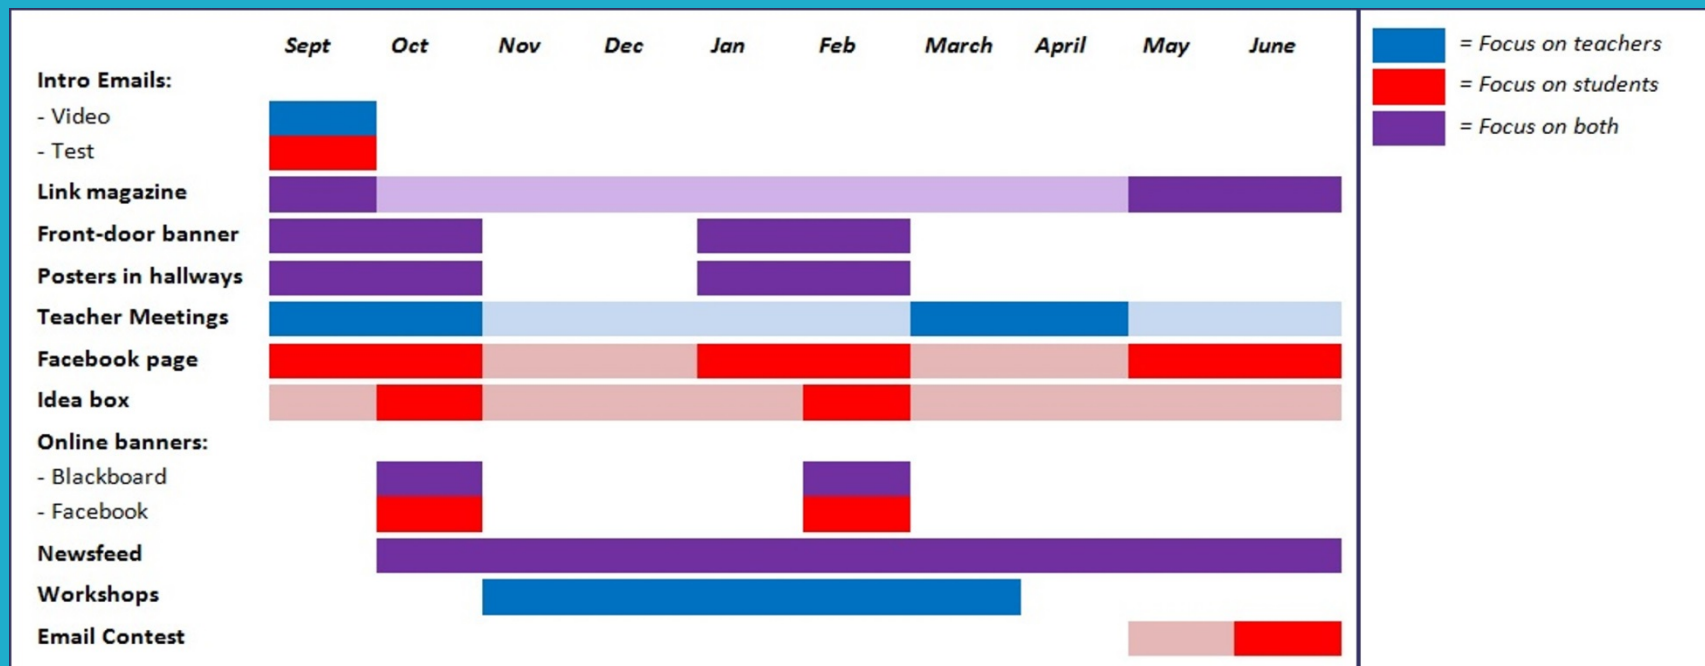 Sept Oct Nov Dec Jan Feb March April May June
Intro Emails:
- Video
- Test
Link magazine
Front-door banner
Posters in hallways
Teacher Meetings
Facebook page
Idea box
Online banners:
- Blackboard
- Facebook
Newsfeed
Workshops
Email Contest
= Focus on teachers
= Focus on students
= Focus on both